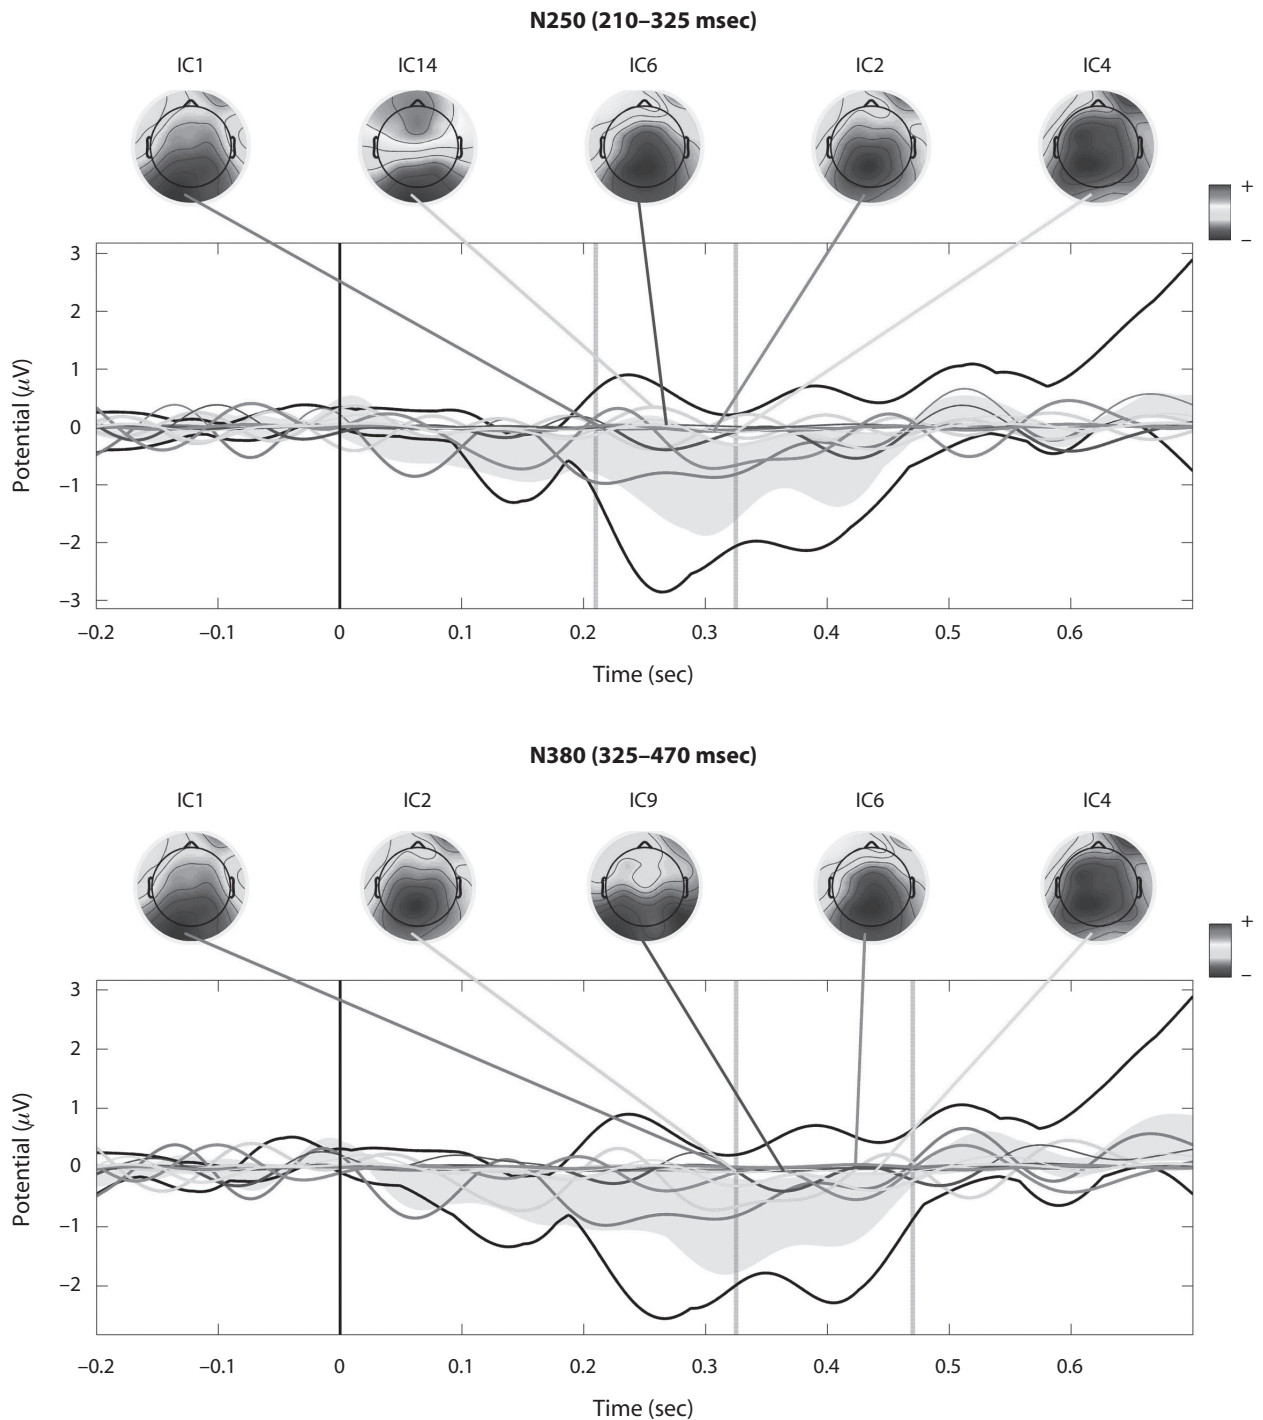 N250 (210–325 msec)
IC1 IC14 IC6 IC2 IC4
+
–
3
2
1
0
–1
–2
–3
Potential (μV)
–0.2 –0.1 0 0.1 0.2 0.3 0.4 0.5 0.6
Time (sec)
N380 (325–470 msec)
IC1 IC2 IC9 IC6 IC4
+
–
3
2
1
0
–1
–2
Potential (μV)
–0.2 –0.1 0 0.1 0.2 0.3 0.4 0.5 0.6
Time (sec)